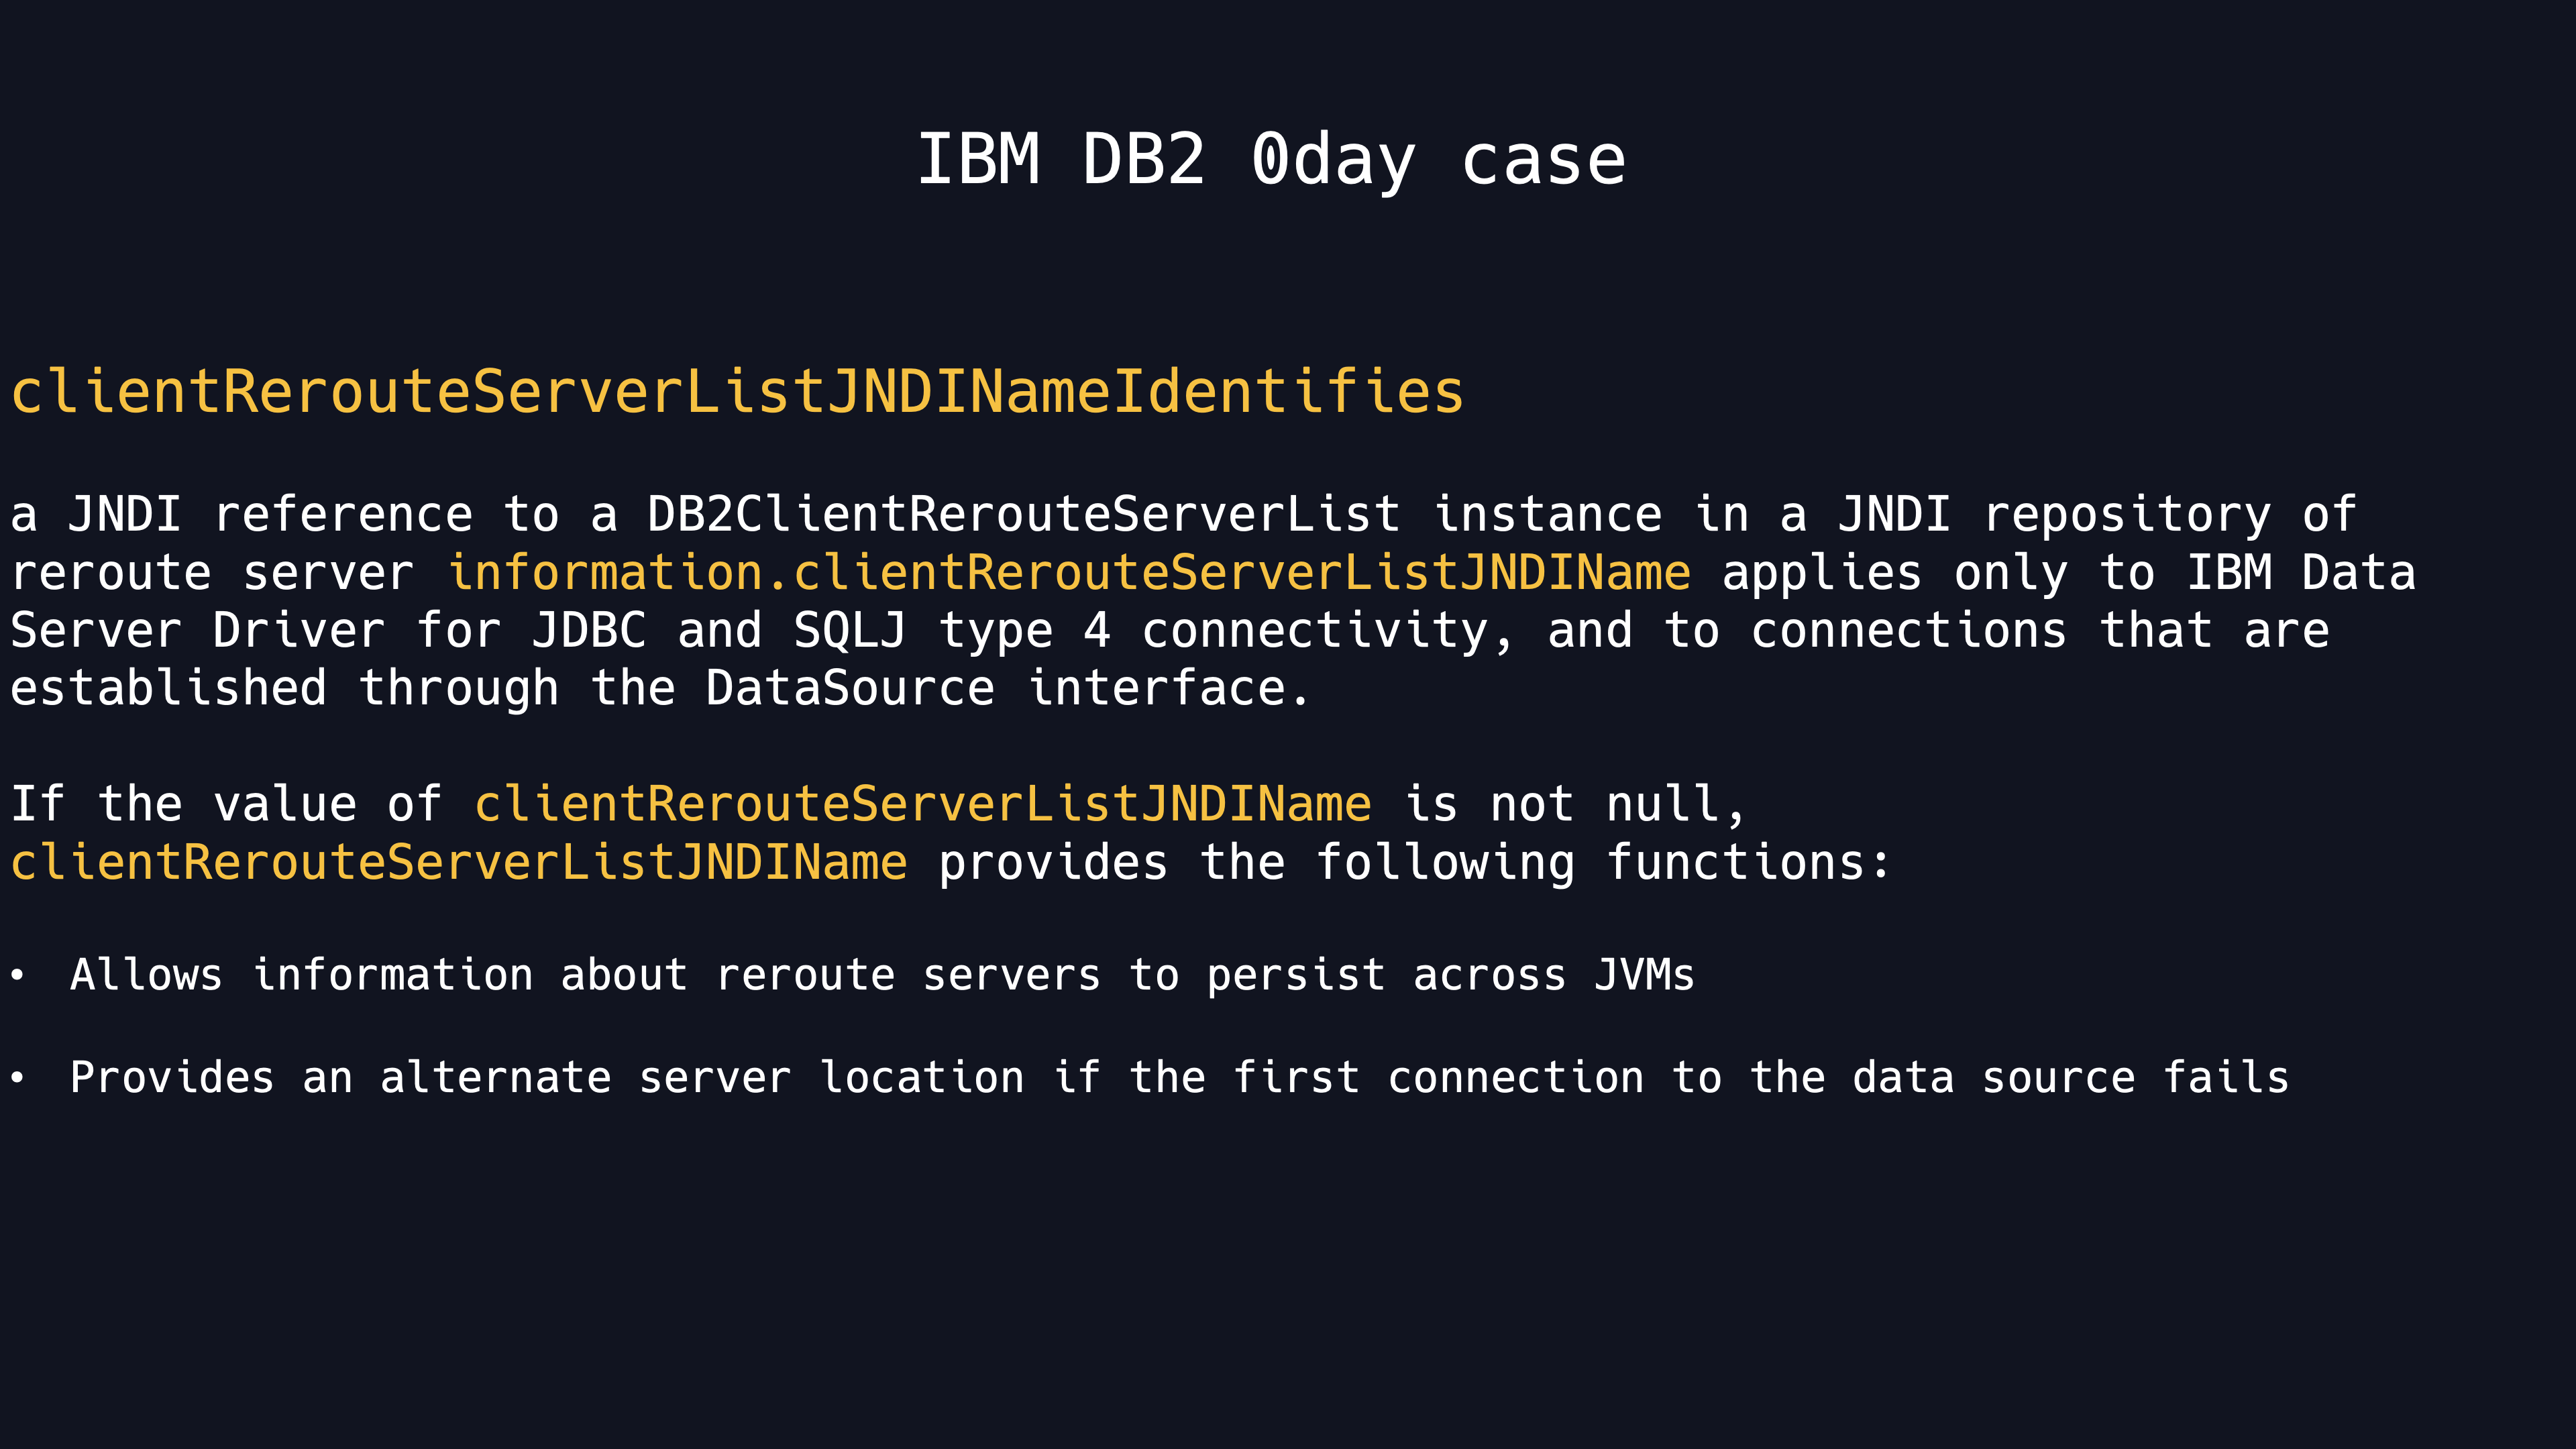 IBM DB2 0day case
clientRerouteServerListJNDINameIdentifies
a JNDI reference to a DB2ClientRerouteServerList instance in a JNDI repository of
reroute server information.clientRerouteServerListJNDIName applies only to IBM Data
Server Driver for JDBC and SQLJ type 4 connectivity, and to connections that are
established through the DataSource interface.
If the value of clientRerouteServerListJNDIName is not null,
clientRerouteServerListJNDIName provides the following functions:
• Allows information about reroute servers to persist across JVMs
• Provides an alternate server location if the first connection to the data source fails